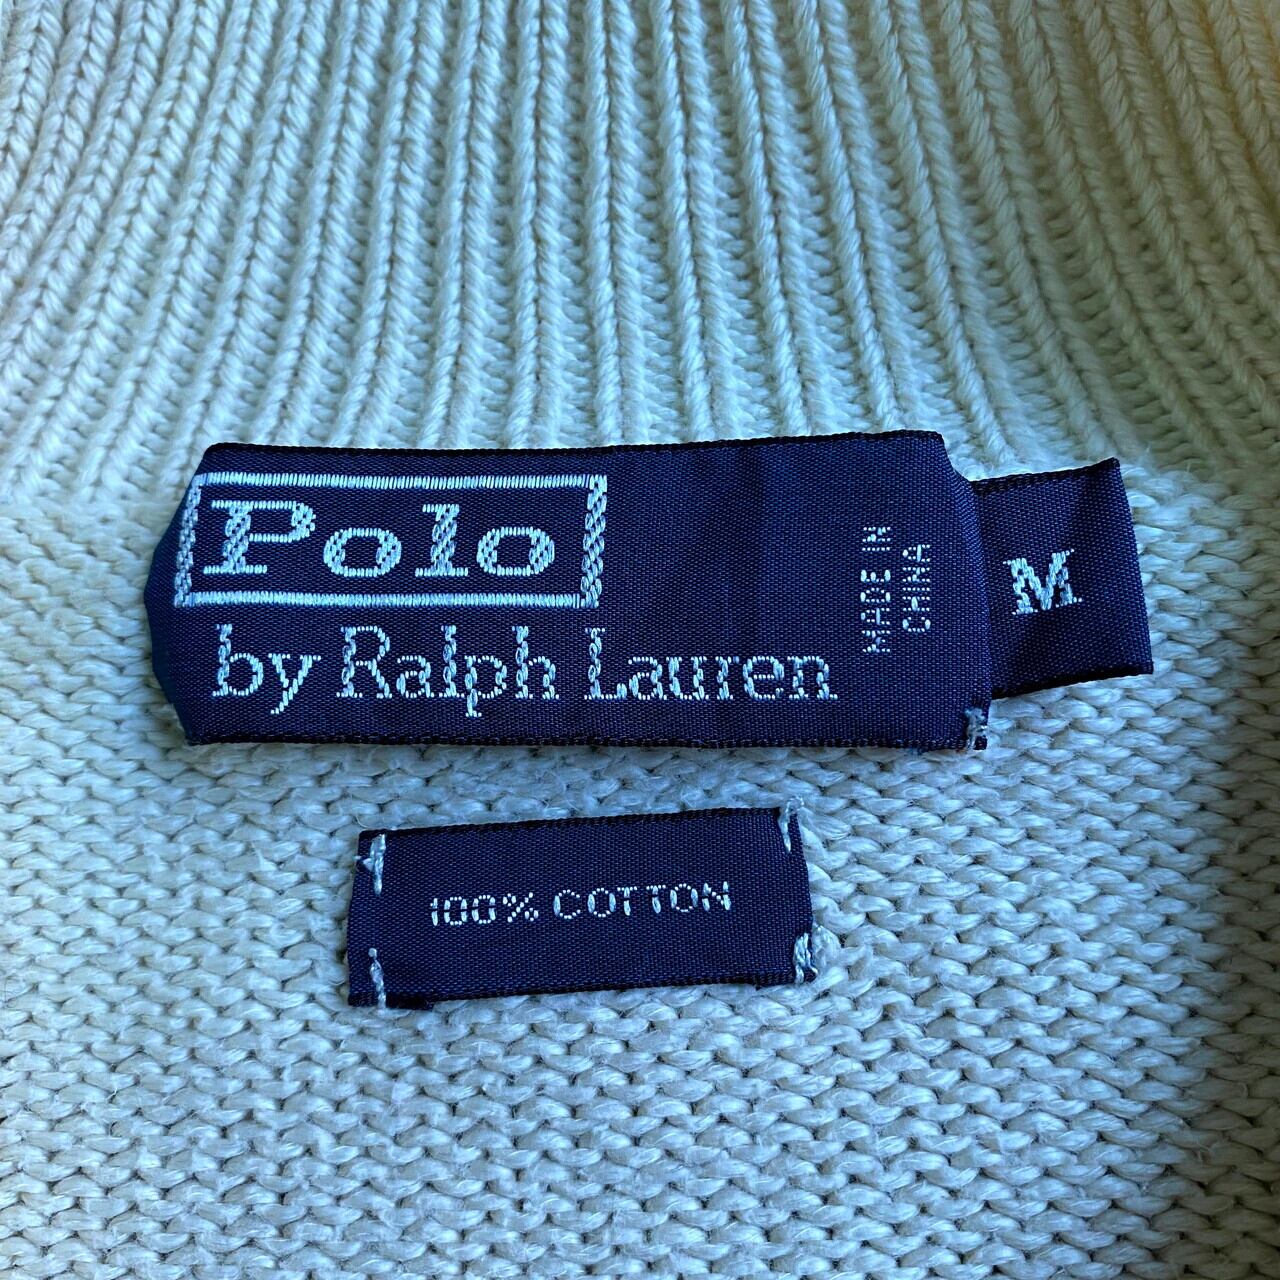 Polo
by Ralph Lauren
MADE IN
CHINA
M
100% COTTON